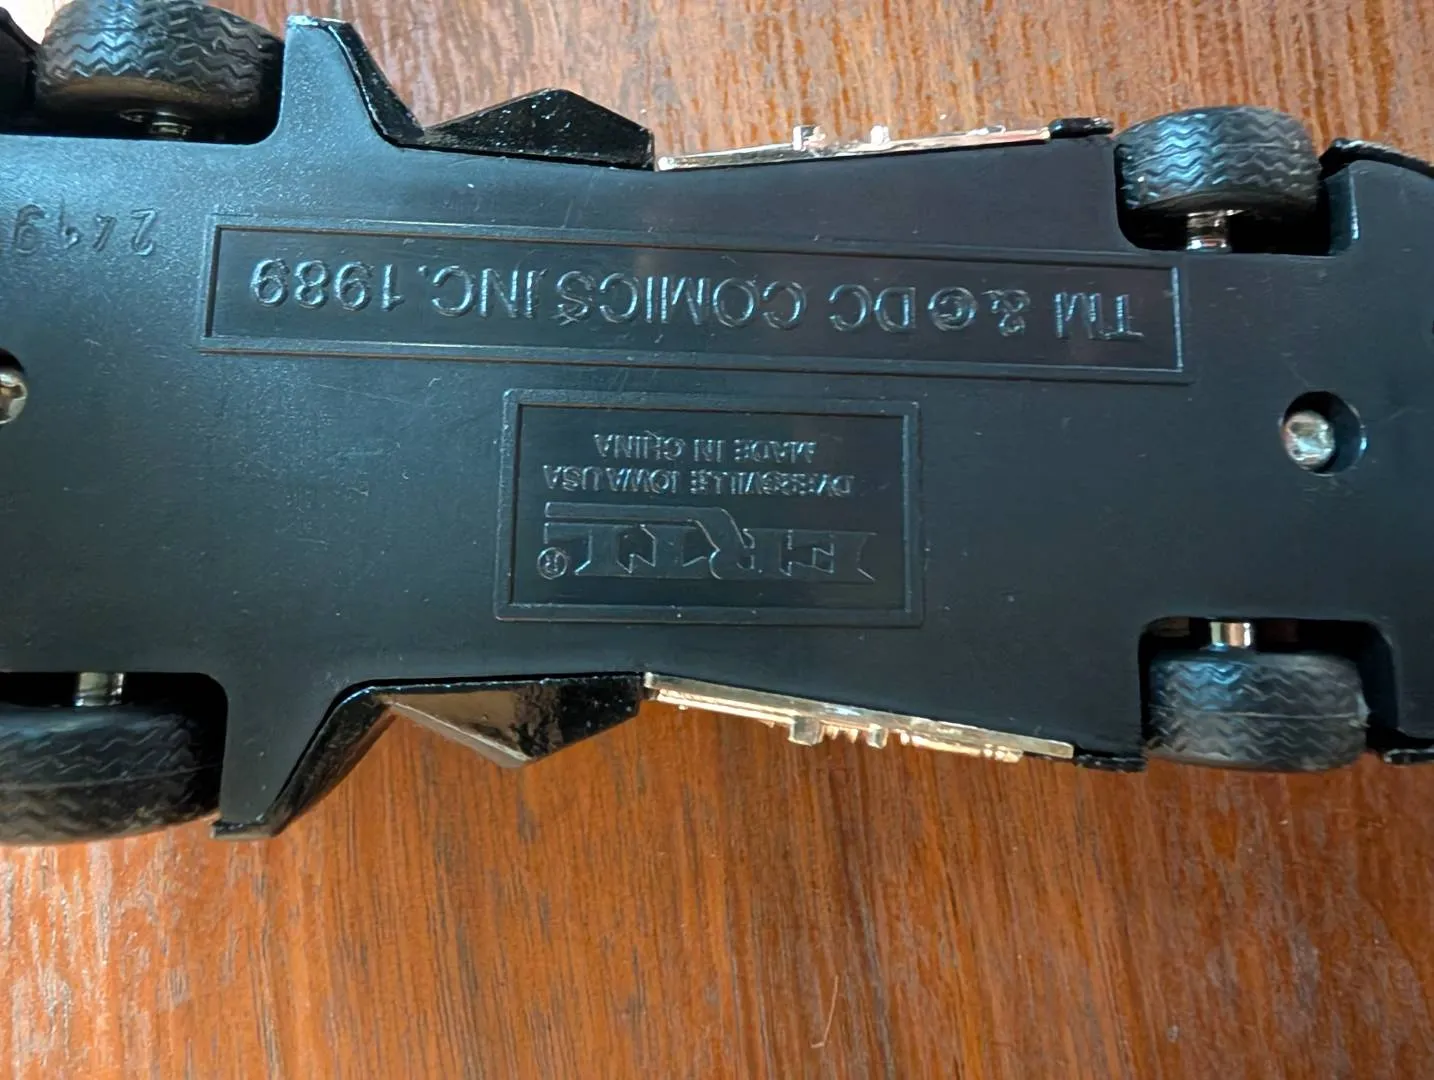 TM & © DC COMICS, INC. 1989
ERTL®
DYERSVILLE IOWA USA
MADE IN CHINA